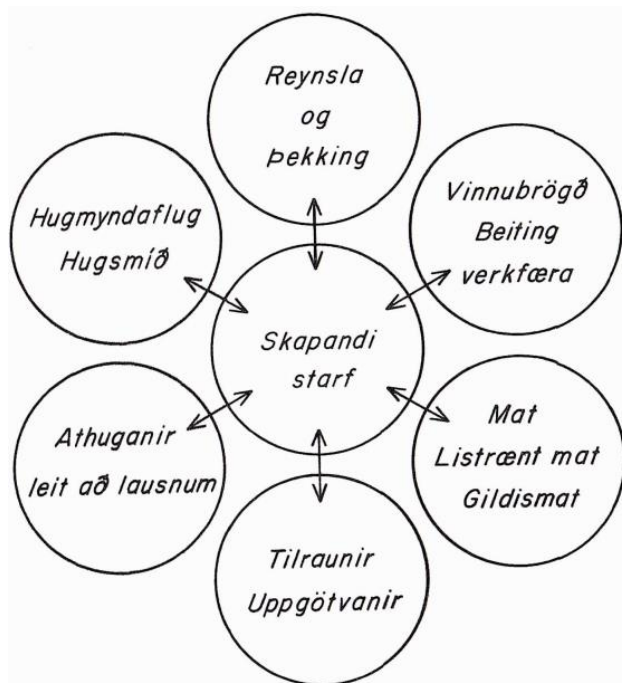 Reynsla
og
þekking
Hugmyndaflug
Hugsmíð
Vinnubrögð
Beiting
verkfæra
Skapandi
starf
Athuganir
leit að lausnum
Mat
Listrænt mat
Gildismat
Tilraunir
Uppgötvanir